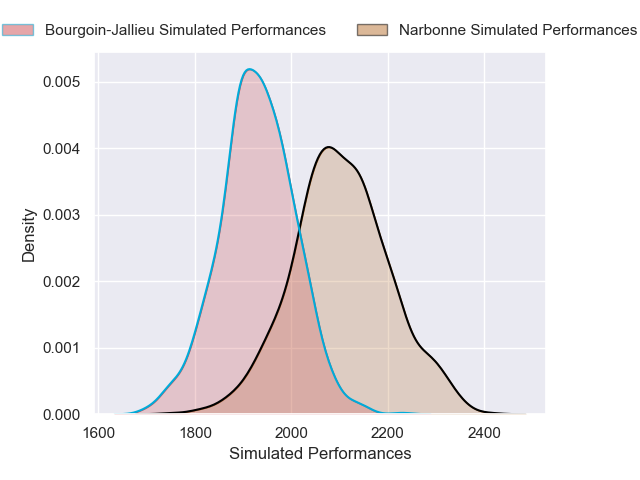 Bourgoin-Jallieu Simulated Performances
Narbonne Simulated Performances
0.005
0.004
0.003
0.002
0.001
0.000
Density
1600
1800
2000
2200
2400
Simulated Performances